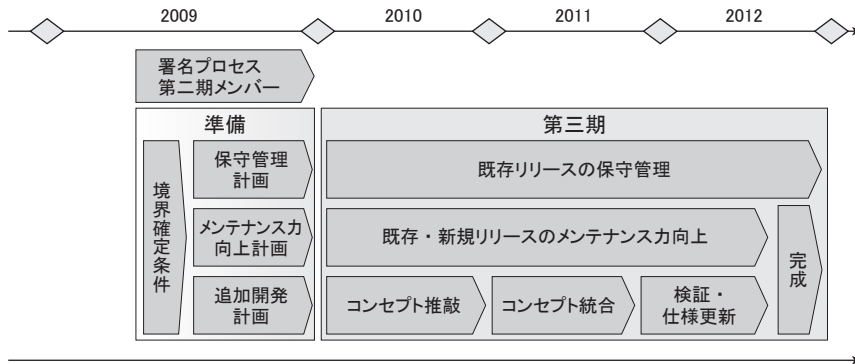 2009
2010
2011
2012
署名プロセス
第二期メンバー
準備
第三期
境界確定条件
保守管理
計画
既存リリースの保守管理
メンテナンス力
向上計画
既存・新規リリースのメンテナンス力向上
追加開発
計画
コンセプト推敲
コンセプト統合
検証・
仕様更新
完成